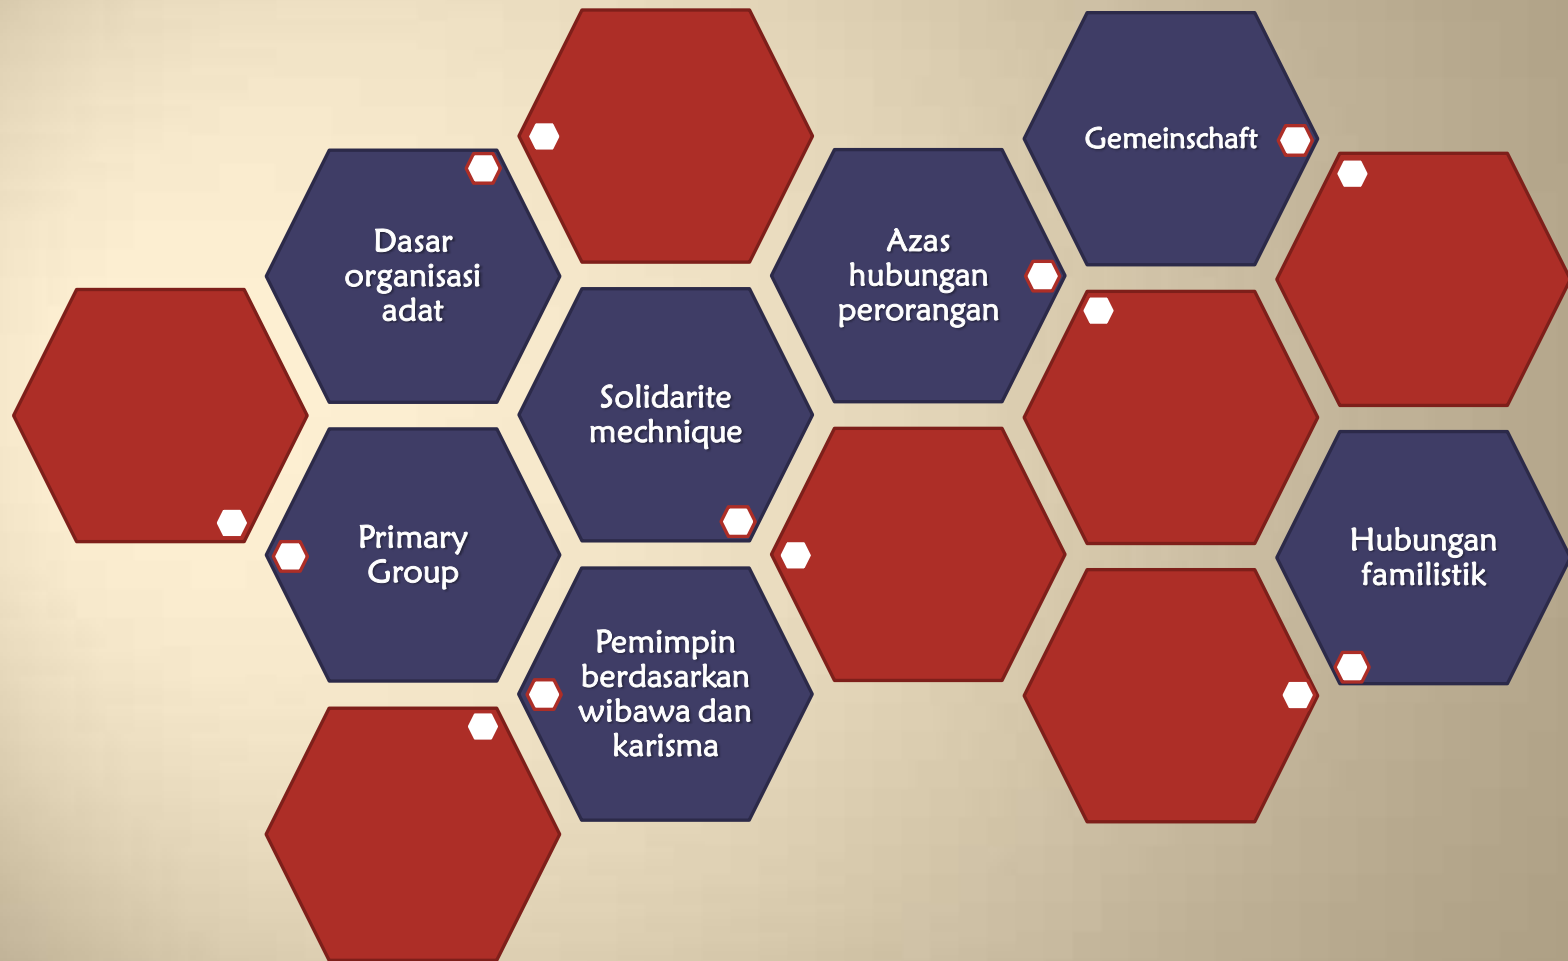 Gemeinschaft
Dasar
organisasi
adat
Azas
hubungan
perorangan
Solidarite
mechnique
Primary
Group
Hubungan
familistik
Pemimpin
berdasarkan
wibawa dan
karisma